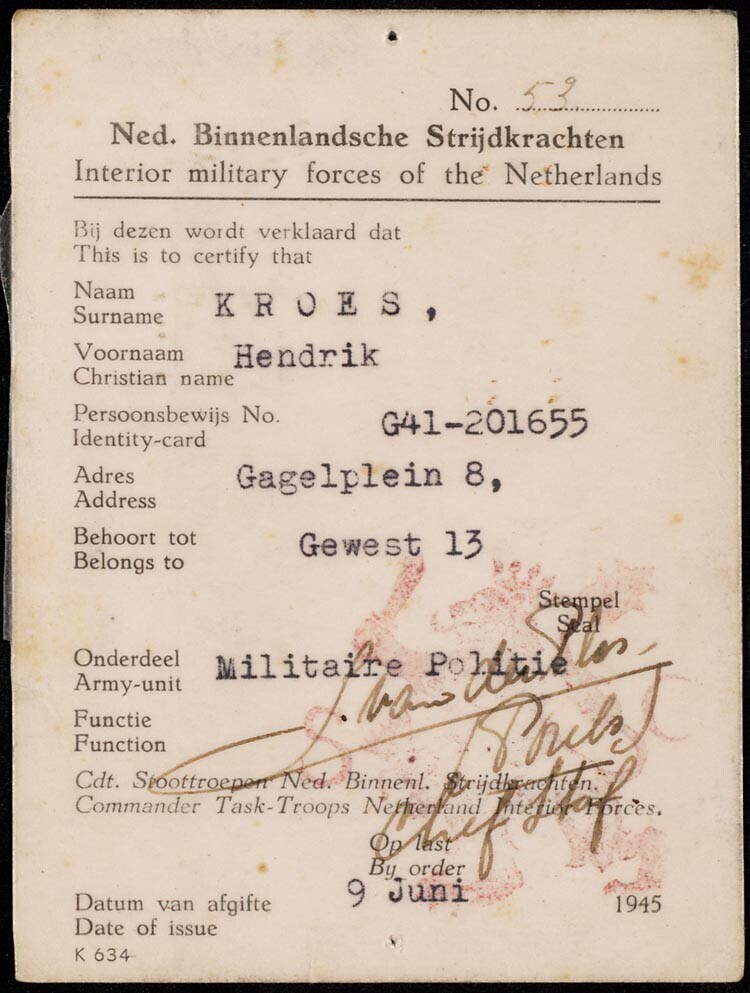 No. 53
Ned. Binnenlandsche Strijdkrachten
Interior military forces of the Netherlands
Bij dezen wordt verklaard dat
This is to certify that
Naam
Surname
KROES,
Voornaam
Christian name
Hendrik
Persoonsbewijs No.
Identity-card
G41-201655
Adres
Address
Gagelplein 8,
Behoort tot
Belongs to
Gewest 13
Stempel
Seal
Onderdeel
Army-unit
Militaire Politie
Functie
Function
van der
Chef Staf
Cdt. Stoottroepen Ned. Binnenl. Strijdkrachten.
Commander Task-Troops Netherland Interior Forces.
Op last
By order
9 Juni
Datum van afgifte
Date of issue
1945
K 634